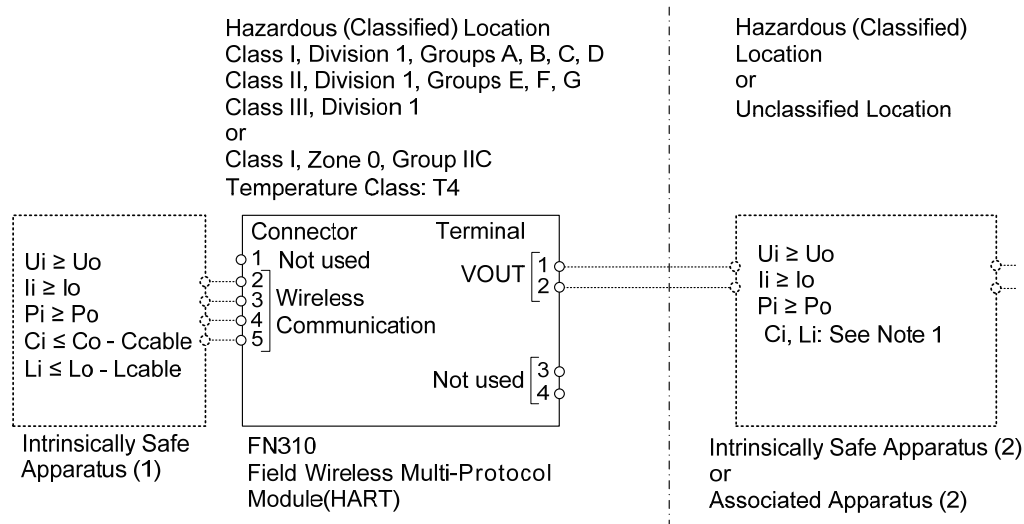 Hazardous (Classified) Location
Class I, Division 1, Groups A, B, C, D
Class II, Division 1, Groups E, F, G
Class III, Division 1
or
Class I, Zone 0, Group IIC
Temperature Class: T4
Hazardous (Classified)
Location
or
Unclassified Location
Ui ≥ Uo
Ii ≥ Io
Pi ≥ Po
Ci ≤ Co - Ccable
Li ≤ Lo - Lcable
Intrinsically Safe
Apparatus (1)
Connector
1 Not used
2
3 Wireless
4 Communication
5
Terminal
VOUT 1
2
Not used 3
4
FN310
Field Wireless Multi-Protocol
Module(HART)
Ui ≥ Uo
Ii ≥ Io
Pi ≥ Po
Ci, Li: See Note 1
Intrinsically Safe Apparatus (2)
or
Associated Apparatus (2)